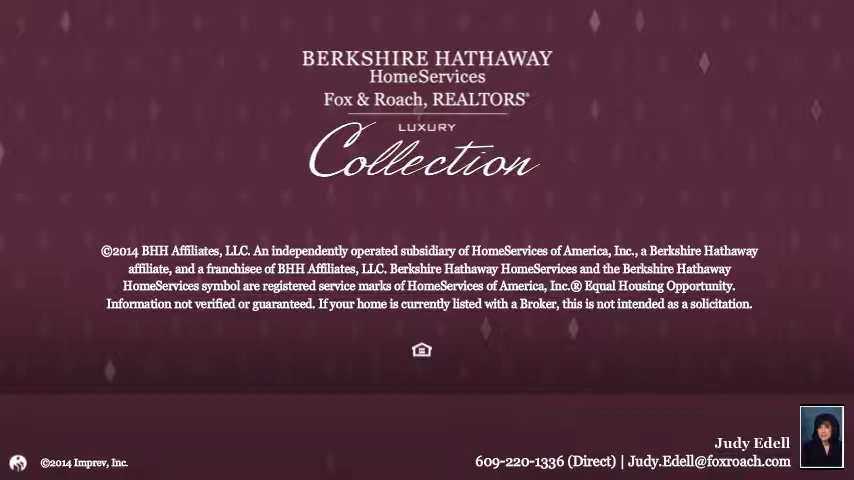 BERKSHIRE HATHAWAY
HomeServices
Fox & Roach, REALTORS®
LUXURY
Collection
©2014 BHH Affiliates, LLC. An independently operated subsidiary of HomeServices of America, Inc., a Berkshire Hathaway
affiliate, and a franchisee of BHH Affiliates, LLC. Berkshire Hathaway HomeServices and the Berkshire Hathaway
HomeServices symbol are registered service marks of HomeServices of America, Inc.® Equal Housing Opportunity.
Information not verified or guaranteed. If your home is currently listed with a Broker, this is not intended as a solicitation.
Judy Edell
609-220-1336 (Direct) | Judy.Edell@foxroach.com
©2014 Imprev, Inc.